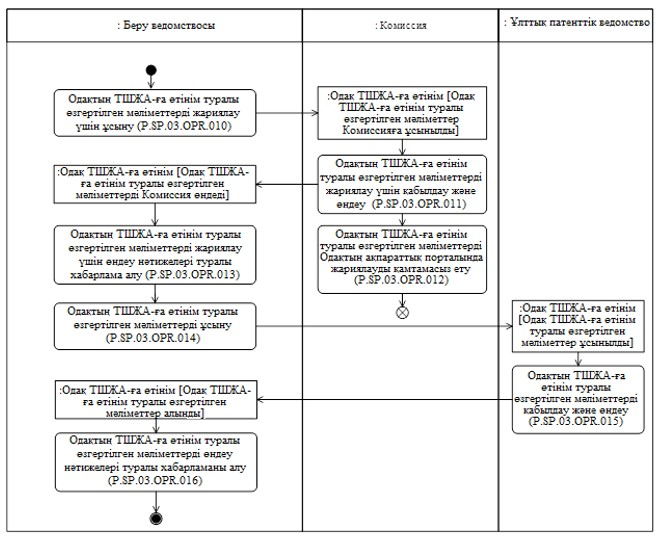 : Беру ведомствосы
: Комиссия
: Ұлттық патенттік ведомство
Одақтың ТШЖА-ға өтінім туралы
өзгертілген мәліметтерді жариялау
үшін ұсыну (P.SP.03.OPR.010)
:Одақ ТШЖА-ға өтінім [Одақ
ТШЖА-ға өтінім туралы
өзгертілген мәліметтер
Комиссияға ұсынылды]
Одақтың ТШЖА-ға өтінім
туралы өзгертілген мәліметтерді
жариялау үшін қабылдау және
өңдеу (P.SP.03.OPR.011)
:Одақ ТШЖА-ға өтінім [Одақ ТШЖА-
ға өтінім туралы өзгертілген
мәліметтерді Комиссия өңдеді]
Одақтың ТШЖА-ға өтінім туралы
өзгертілген мәліметтерді жариялау
үшін өңдеу нәтижелері туралы
хабарлама алу (P.SP.03.OPR.013)
Одақтың ТШЖА-ға өтінім
туралы өзгертілген мәліметтерді
Одақтың ақпараттық порталында
жариялауды қамтамасыз ету
(P.SP.03.OPR.012)
Одақтың ТШЖА-ға өтінім туралы
өзгертілген мәліметтерді ұсыну
(P.SP.03.OPR.014)
:Одақ ТШЖА-ға өтінім
[Одақ ТШЖА-ға өтінім
туралы өзгертілген
мәліметтер ұсынылды]
Одақтың ТШЖА-ға
өтінім туралы
өзгертілген мәліметтерді
қабылдау және өңдеу
(P.SP.03.OPR.015)
:Одақ ТШЖА-ға өтінім [Одақ ТШЖА-
ға өтінім туралы өзгертілген
мәліметтер алынды]
Одақтың ТШЖА-ға өтінім туралы
өзгертілген мәліметтерді өңдеу
нәтижелері туралы хабарламаны алу
(P.SP.03.OPR.016)